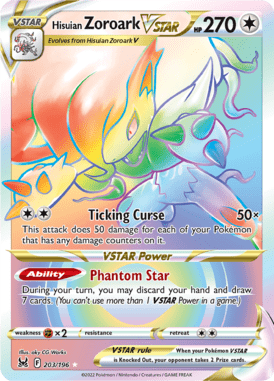 VSTAR Hisuian Zoroark VSTAR HP 270
Evolves from Hisuian Zoroark V
Ticking Curse 50×
This attack does 50 damage for each of your Pokémon
that has any damage counters on it.
VSTAR Power
Ability Phantom Star
During your turn, you may discard your hand and draw
7 cards. (You can't use more than 1 VSTAR Power in a game.)
weakness ×2 resistance retreat
Illus. aky CG Works
VSTAR rule When your Pokémon VSTAR
is Knocked Out, your opponent takes 2 Prize cards.
F 203/196
©2022 Pokémon / Nintendo / Creatures / GAME FREAK